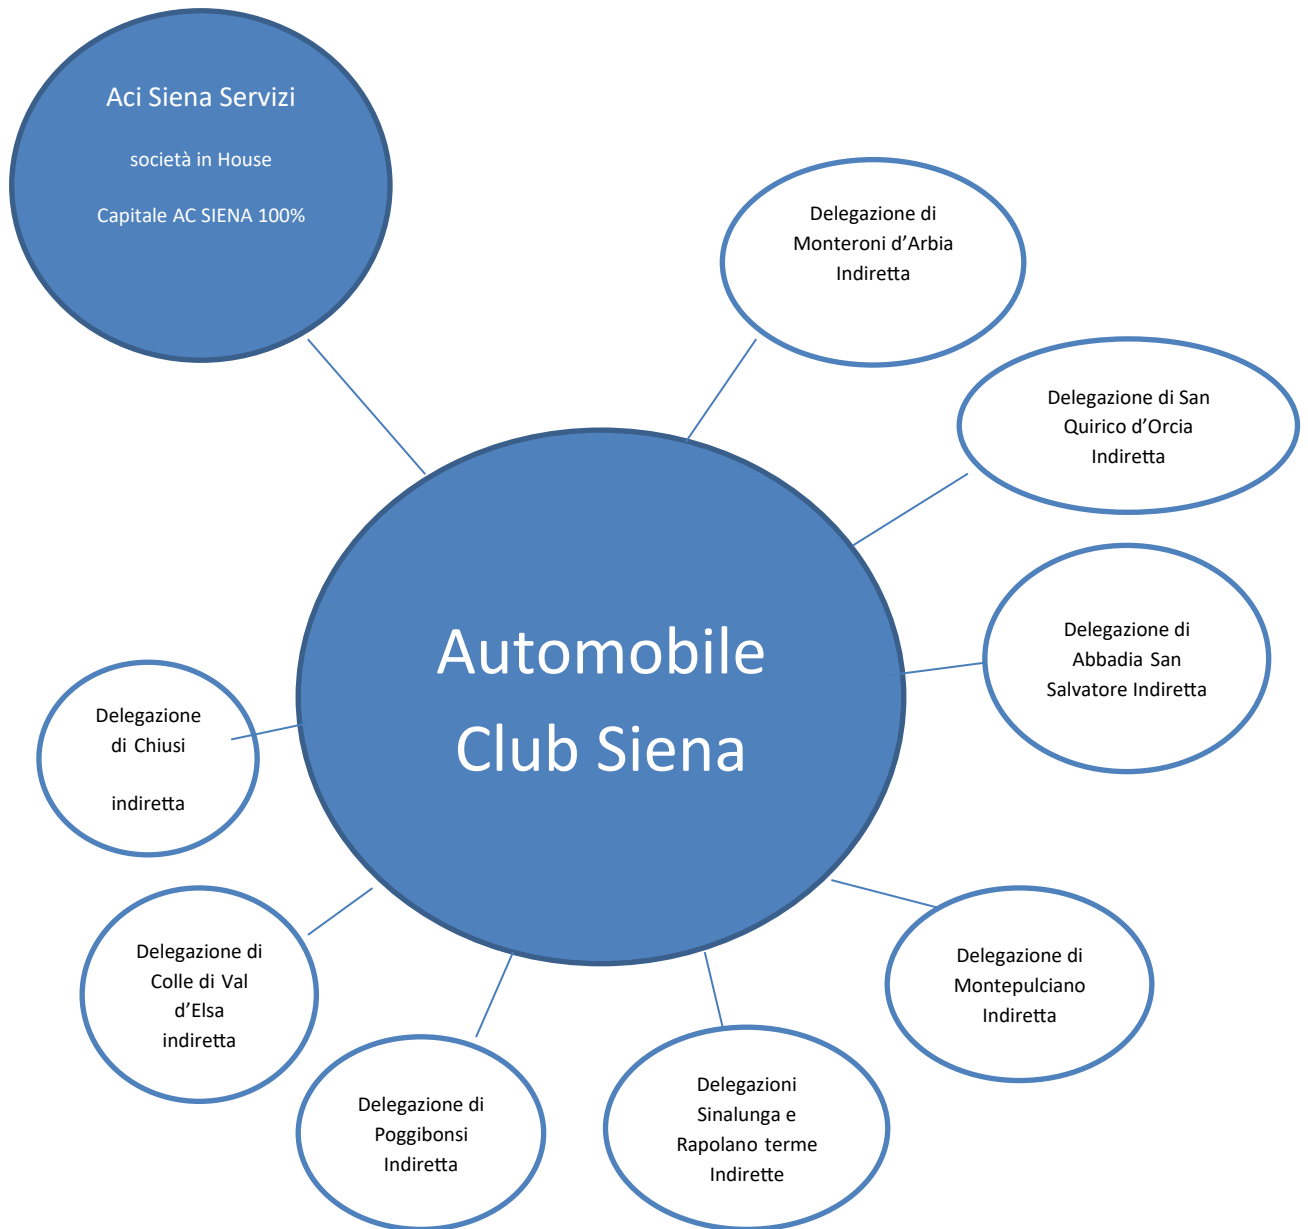 Aci Siena Servizi
società in House
Capitale AC SIENA 100%
Delegazione di
Monteroni d’Arbia
Indiretta
Delegazione di San
Quirico d’Orcia
Indiretta
Delegazione di
Abbadia San
Salvatore Indiretta
Automobile
Club Siena
Delegazione
di Chiusi
indiretta
Delegazione di
Colle di Val
d’Elsa
indiretta
Delegazione di
Montepulciano
Indiretta
Delegazione di
Poggibonsi
Indiretta
Delegazioni
Sinalunga e
Rapolano terme
Indirette